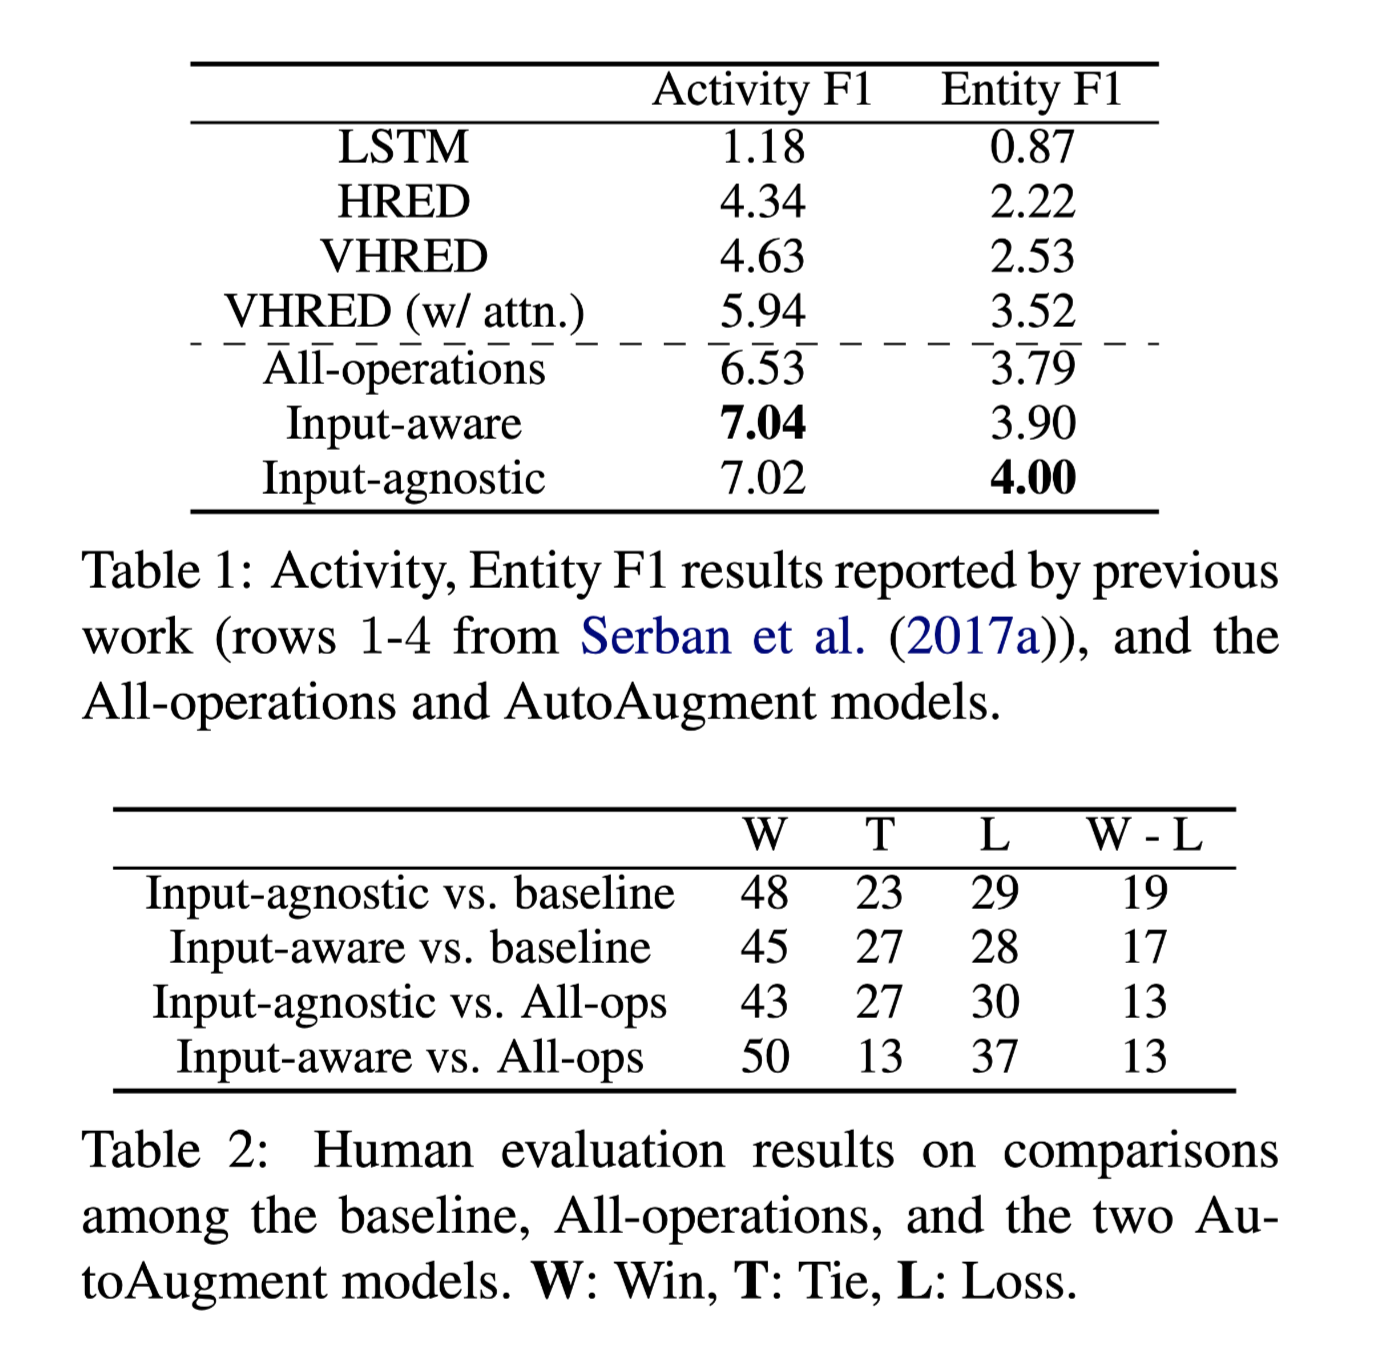 Activity F1 Entity F1
LSTM 1.18 0.87
HRED 4.34 2.22
VHRED 4.63 2.53
VHRED (w/ attn.) 5.94 3.52
All-operations 6.53 3.79
Input-aware 7.04 3.90
Input-agnostic 7.02 4.00
Table 1: Activity, Entity F1 results reported by previous
work (rows 1-4 from Serban et al. (2017a)), and the
All-operations and AutoAugment models.
W T L W - L
Input-agnostic vs. baseline 48 23 29 19
Input-aware vs. baseline 45 27 28 17
Input-agnostic vs. All-ops 43 27 30 13
Input-aware vs. All-ops 50 13 37 13
Table 2: Human evaluation results on comparisons
among the baseline, All-operations, and the two Au-
toAugment models. W: Win, T: Tie, L: Loss.